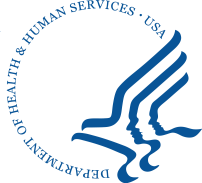 DEPARTMENT OF HEALTH & HUMAN SERVICES · USA